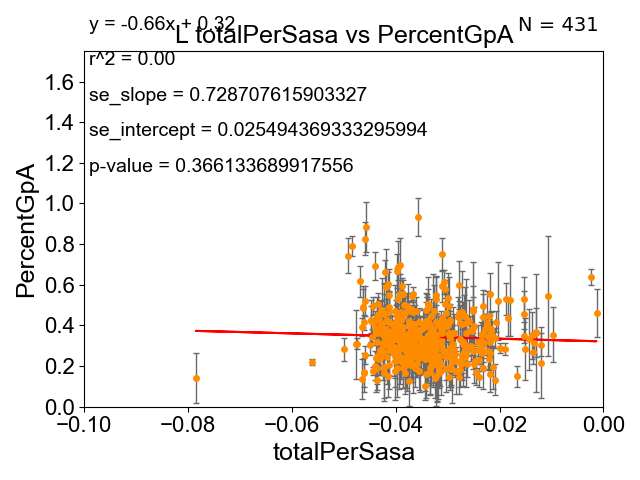 y = -0.66x + 0.32
N = 431
L totalPerSasa vs PercentGpA
r^2 = 0.00
se_slope = 0.728707615903327
se_intercept = 0.025494369333295994
p-value = 0.366133689917556
PercentGpA
1.6
1.4
1.2
1.0
0.8
0.6
0.4
0.2
0.0
−0.10
−0.08
−0.06
−0.04
−0.02
0.00
totalPerSasa